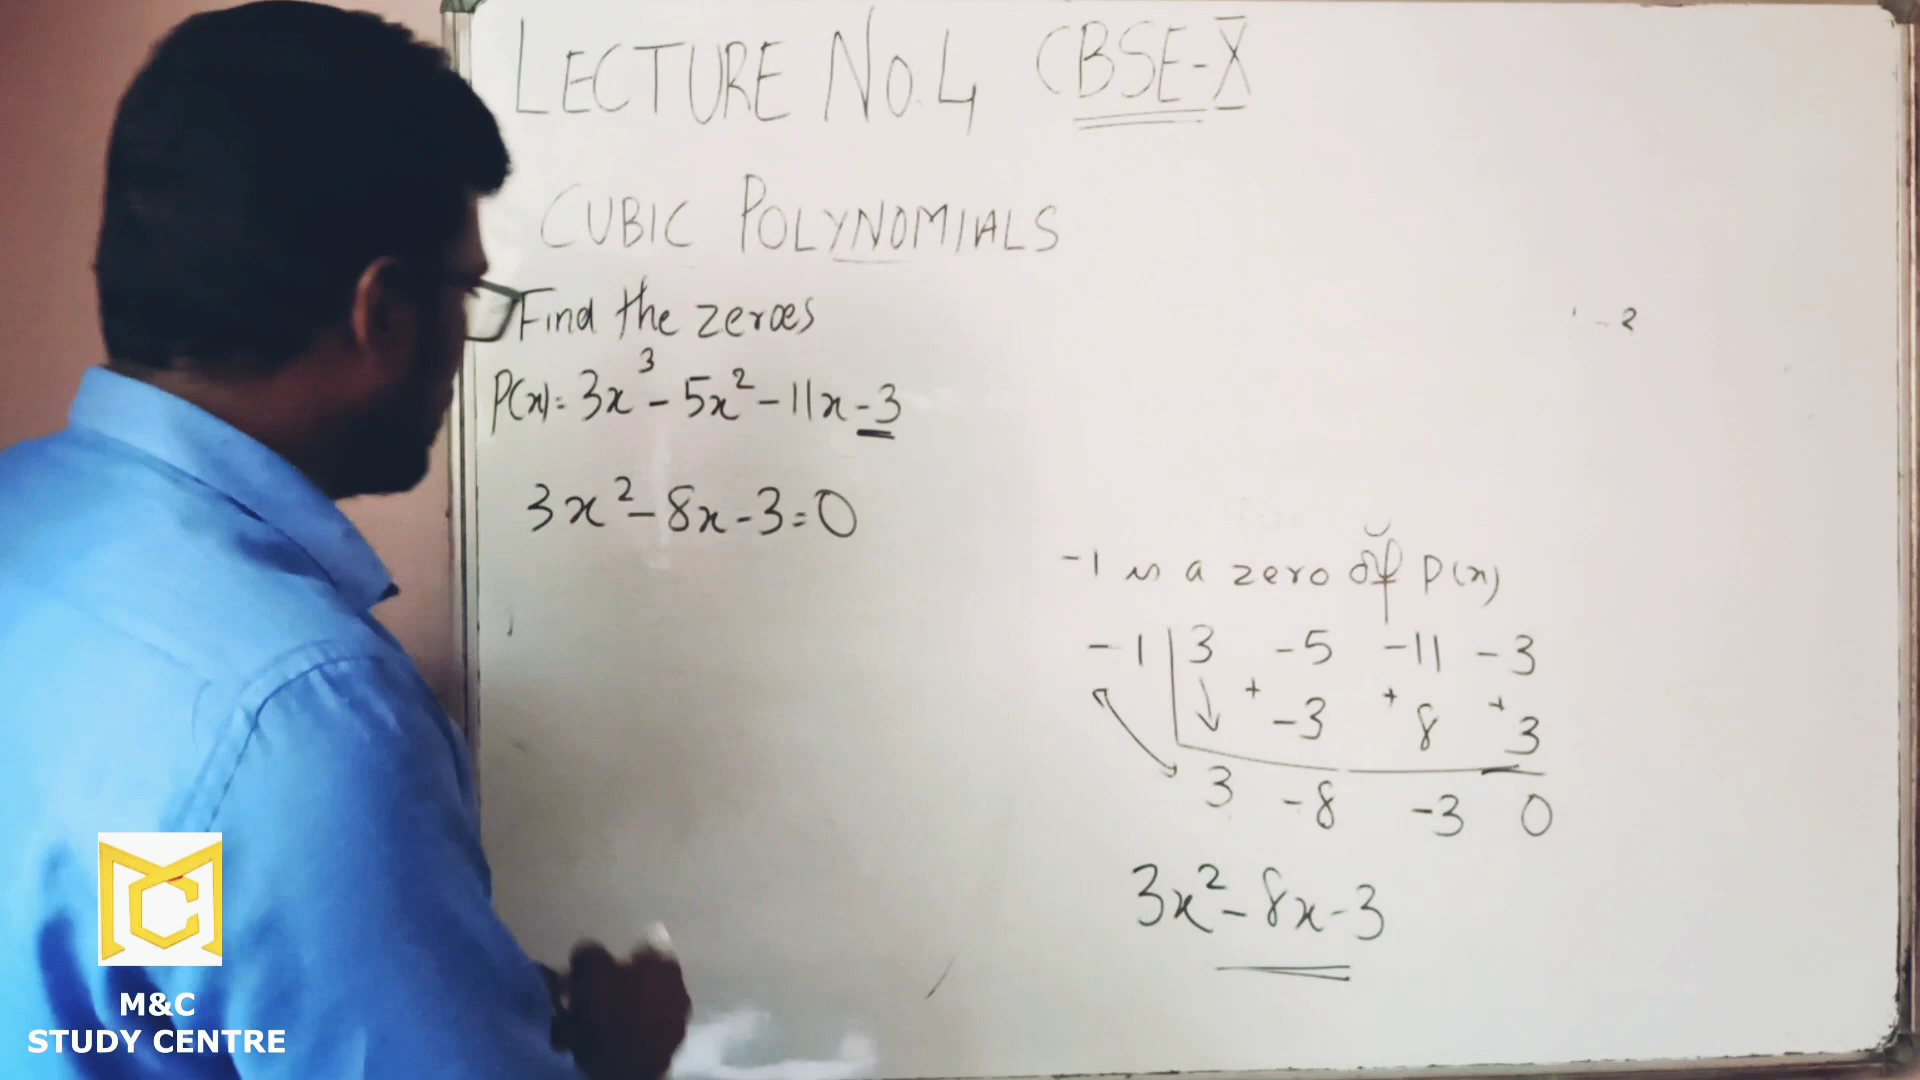 LECTURE No.4 CBSE-X
CUBIC POLYNOMIALS
Find the zeroes
P(x)= 3x³ - 5x² - 11x - 3
3x² - 8x - 3 = 0
- 2
-1 is a zero of P(x)
-1 | 3 -5 -11 -3
+ -3 + 8 + 3
3 -8 -3 0
3x² - 8x - 3
M&C
STUDY CENTRE